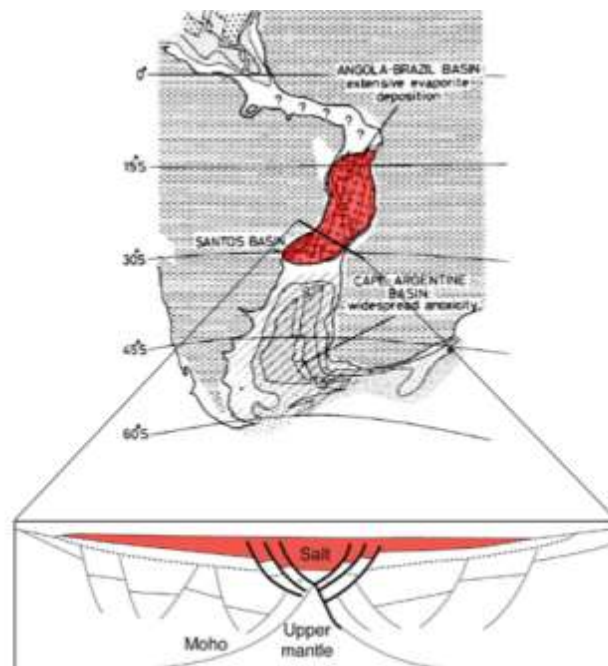 0°
ANGOLA-BRAZIL BASIN
extensive evaporite
deposition
? ? ? ? ?
15°S
SANTOS BASIN
30°S
CAPE-ARGENTINE
BASIN
widespread anoxicity
45°S
60°S
Salt
Moho
Upper
mantle